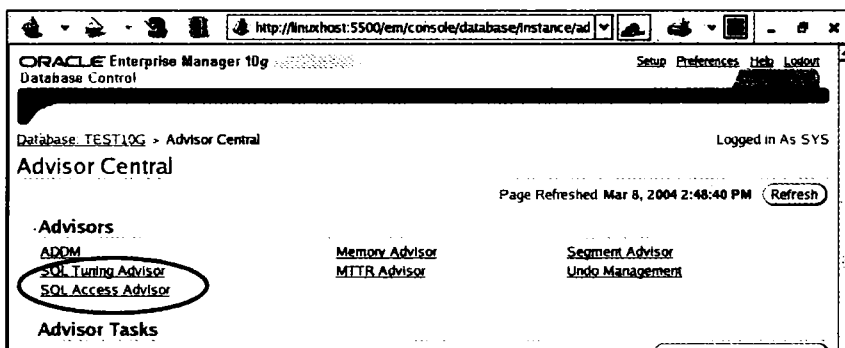 http://linuxhost:5500/em/console/database/instance/ad
ORACLE Enterprise Manager 10g
Database Control
Setup Preferences Help Logout
Database: TEST10G > Advisor Central
Logged in As SYS
Advisor Central
Page Refreshed Mar 8, 2004 2:48:40 PM Refresh
Advisors
ADDM Memory Advisor Segment Advisor
SQL Tuning Advisor MTTR Advisor Undo Management
SQL Access Advisor
Advisor Tasks